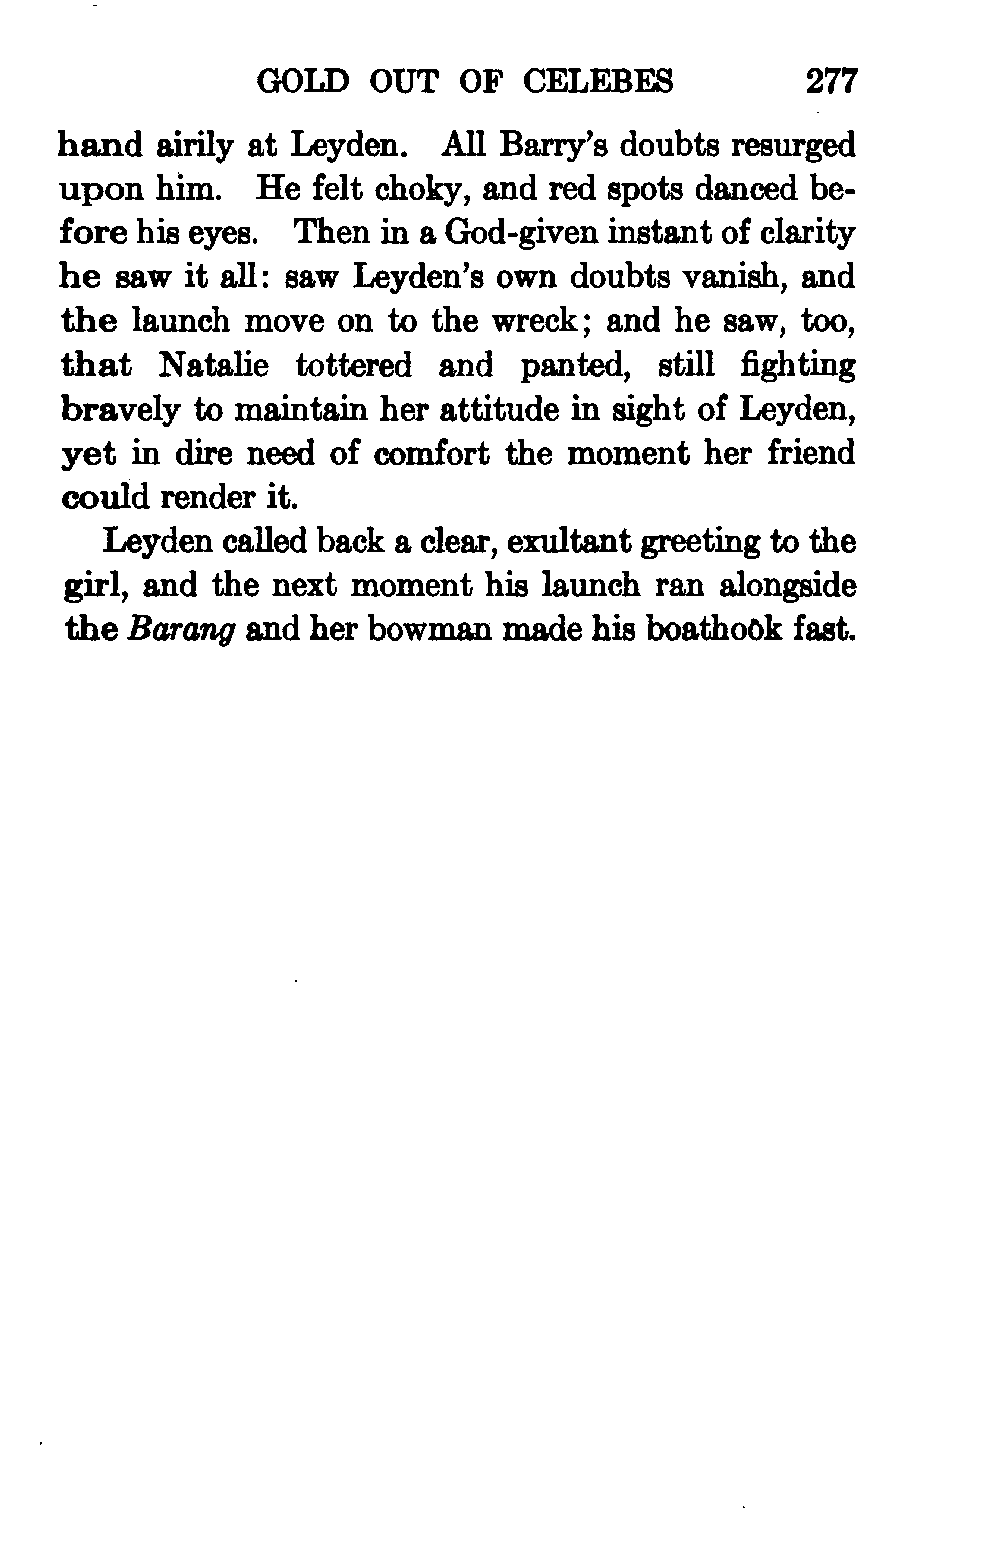 GOLD OUT OF CELEBES 277
hand airily at Leyden. All Barry's doubts resurged
upon him. He felt choky, and red spots danced be-
fore his eyes. Then in a God-given instant of clarity
he saw it all: saw Leyden's own doubts vanish, and
the launch move on to the wreck; and he saw, too,
that Natalie tottered and panted, still fighting
bravely to maintain her attitude in sight of Leyden,
yet in dire need of comfort the moment her friend
could render it.
Leyden called back a clear, exultant greeting to the
girl, and the next moment his launch ran alongside
the Barang and her bowman made his boathook fast.